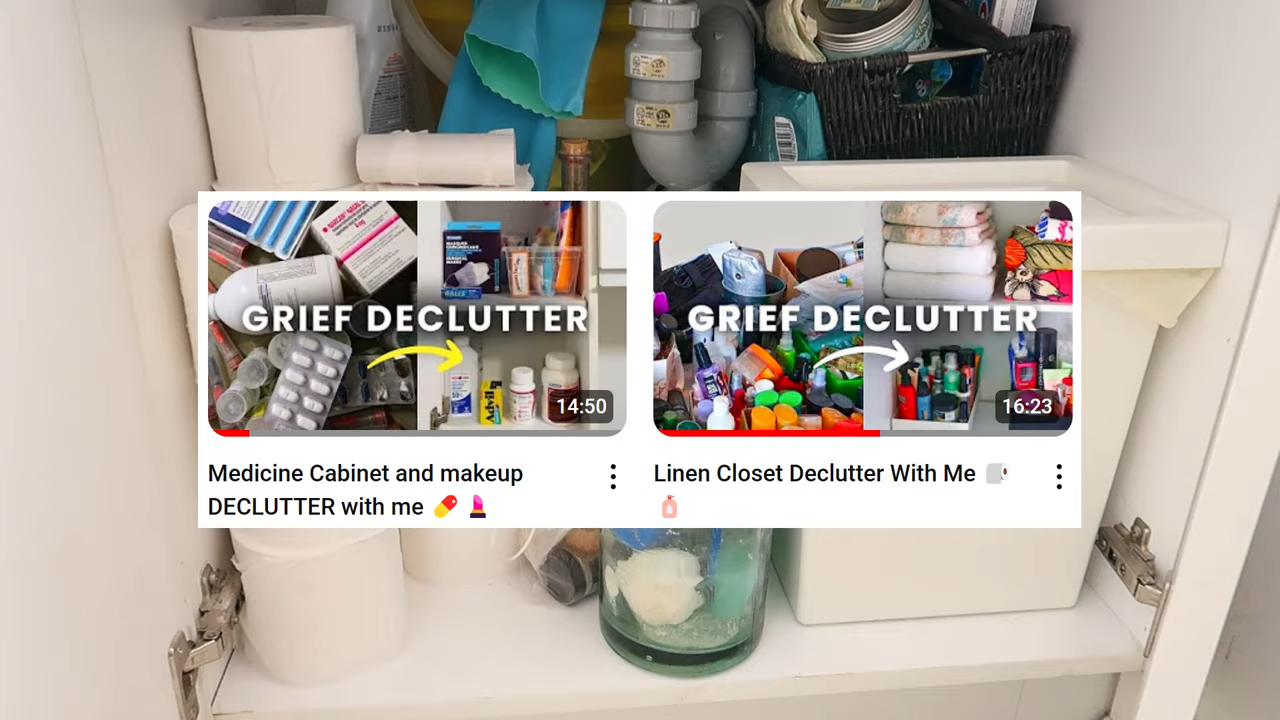 GRIEF DECLUTTER
14:50
GRIEF DECLUTTER
16:23
Medicine Cabinet and makeup
DECLUTTER with me 💊 💄
Linen Closet Declutter With Me 🧻
🧴